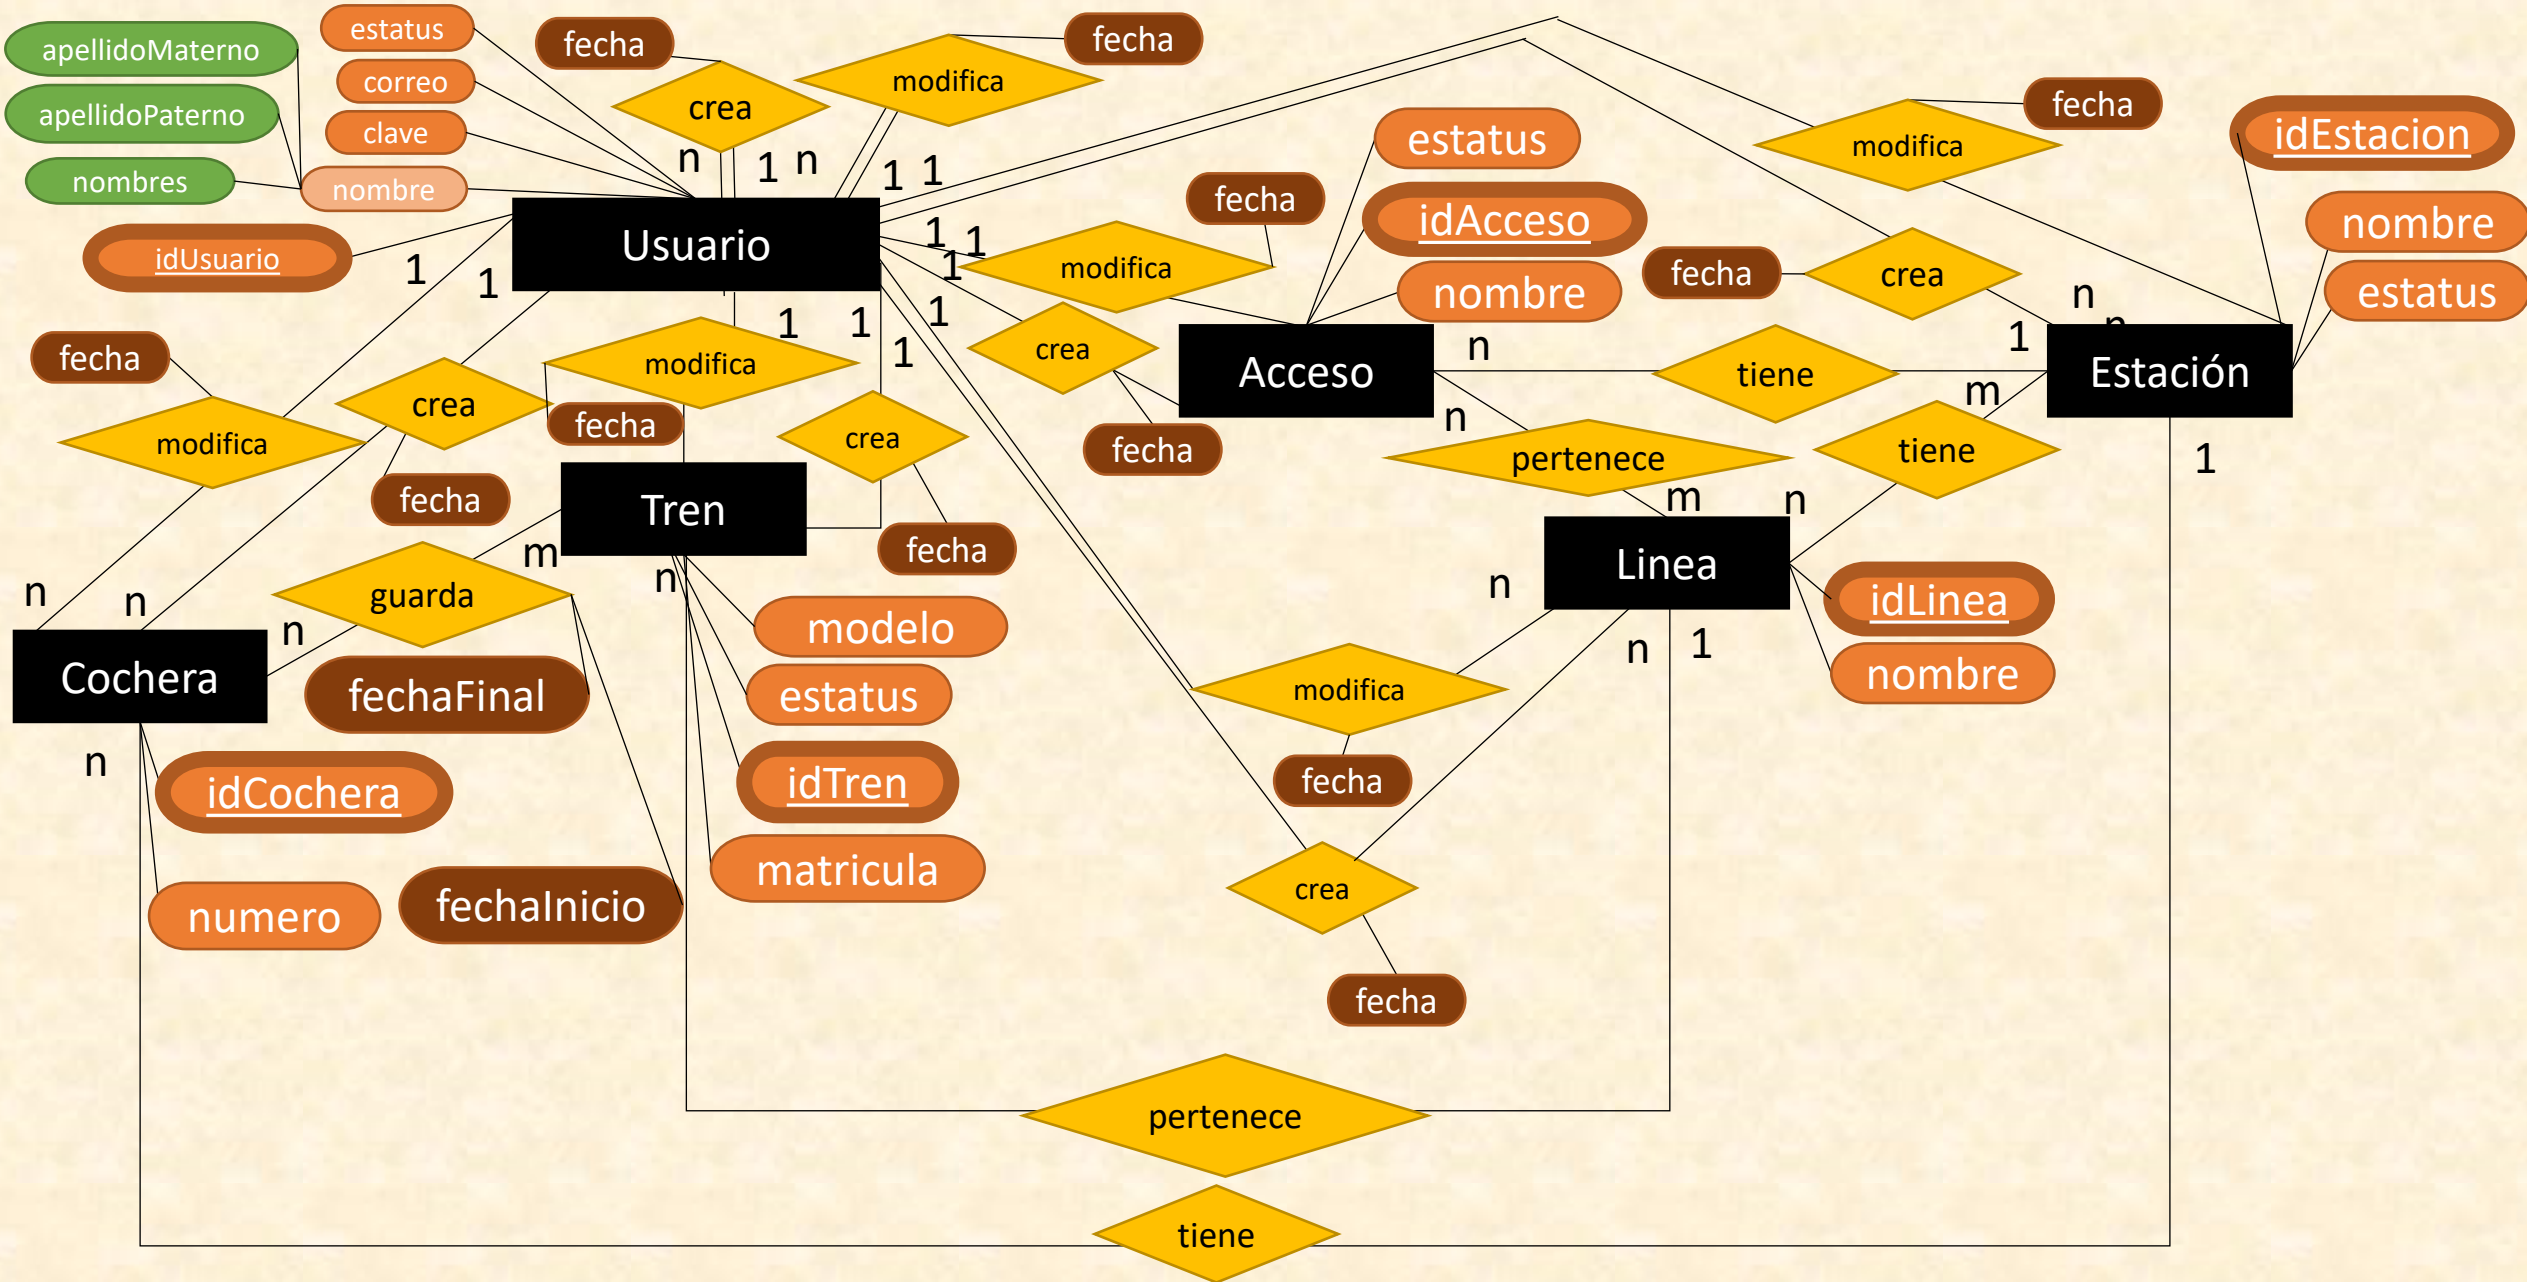 estatus
fecha
fecha
modifica
apellidoMaterno
correo
crea
fecha
modifica
idEstacion
apellidoPaterno
clave
estatus
n
1
n
1
1
nombres
nombre
fecha
idAcceso
nombre
Usuario
idUsuario
1
1
1
1
1
modifica
nombre
fecha
crea
estatus
n
n
1
1
1
1
1
fecha
modifica
crea
Acceso
n
tiene
1
Estación
crea
fecha
crea
fecha
n
m
modifica
pertenece
tiene
1
fecha
Tren
m
n
fecha
m
n
Linea
n
n
guarda
n
n
idLinea
n
modelo
n
1
nombre
Cochera
fechaFinal
estatus
modifica
n
idCochera
idTren
fecha
numero
fechaInicio
matricula
crea
fecha
pertenece
tiene